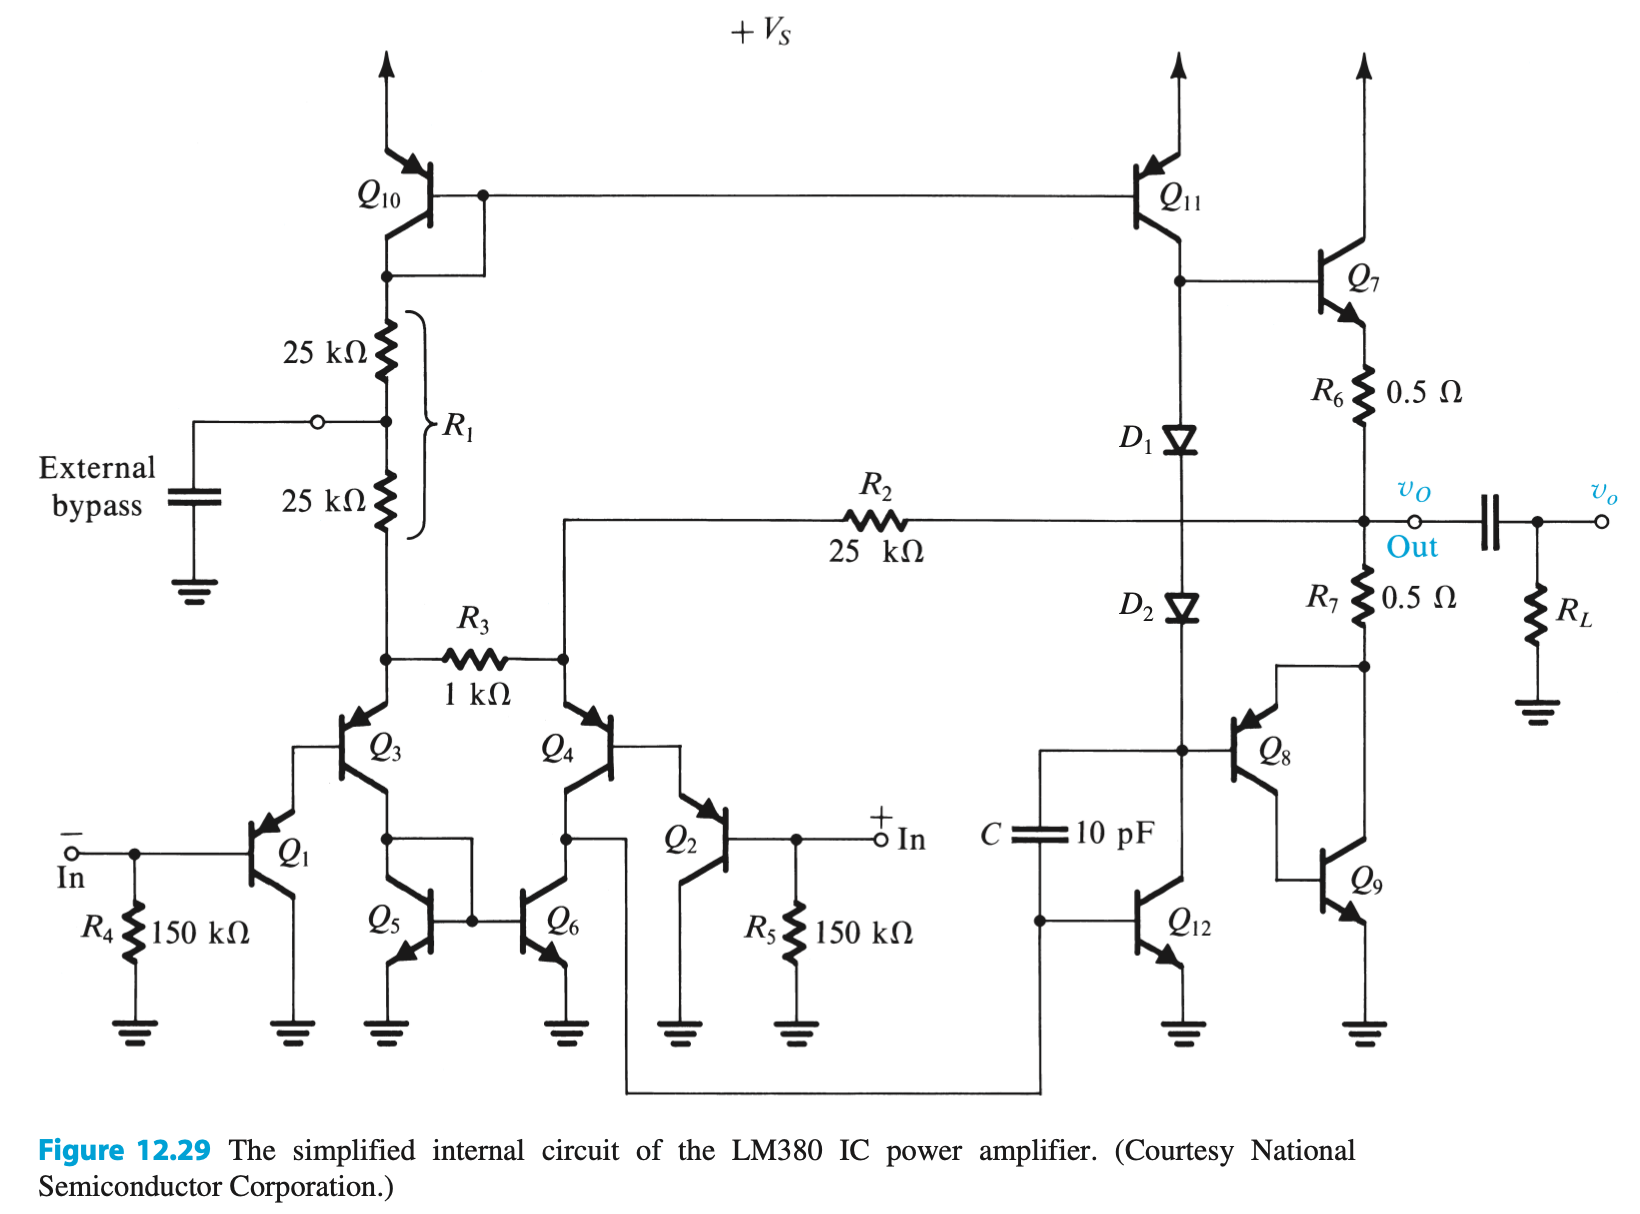 + V_S
Q_10
Q_11
Q_7
25 kΩ
R_1
R_6 0.5 Ω
D_1
External
bypass
25 kΩ
R_2
25 kΩ
v_O
v_o
Out
D_2
R_7 0.5 Ω
R_L
R_3
1 kΩ
Q_3
Q_4
Q_8
−
In
Q_1
Q_2
+
In
C 10 pF
Q_9
R_4 150 kΩ
Q_5
Q_6
R_5 150 kΩ
Q_12
Figure 12.29 The simplified internal circuit of the LM380 IC power amplifier. (Courtesy National
Semiconductor Corporation.)